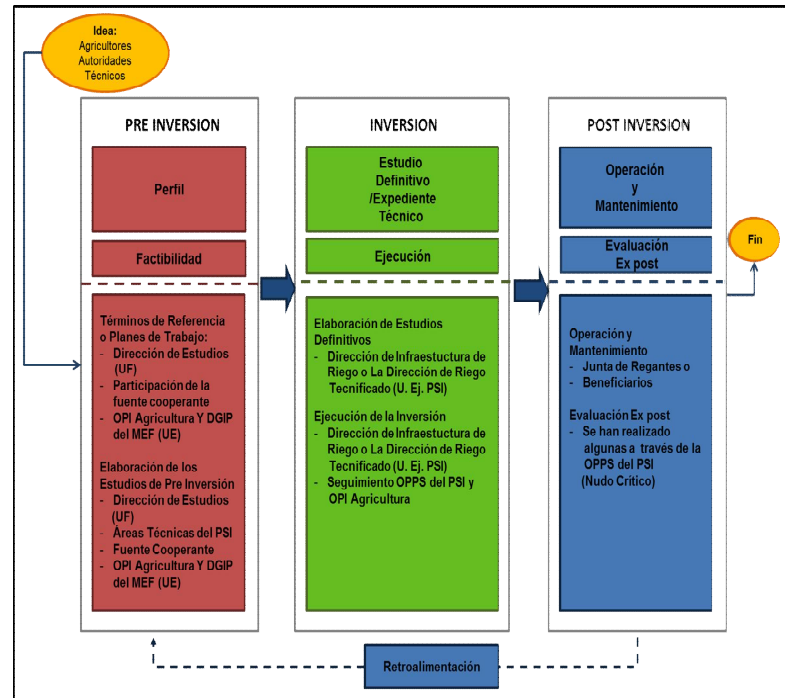 Idea:
Agricultores
Autoridades
Técnicos
PRE INVERSION
Perfil
Factibilidad
Términos de Referencia
o Planes de Trabajo:
- Dirección de Estudios
(UF)
- Participación de la
fuente cooperante
- OPI Agricultura Y DGIP
del MEF (UE)
Elaboración de los
Estudios de Pre Inversión
- Dirección de Estudios
(UF)
- Áreas Técnicas del PSI
- Fuente Cooperante
- OPI Agricultura Y DGIP
del MEF (UE)
INVERSION
Estudio
Definitivo
/Expediente
Técnico
Ejecución
Elaboración de Estudios
Definitivos
- Dirección de Infraestuctura de
Riego o La Dirección de Riego
Tecnificado (U. Ej. PSI)
Ejecución de la Inversión
- Dirección de Infraestuctura de
Riego o La Dirección de Riego
Tecnificado (U. Ej. PSI)
- Seguimiento OPPS del PSI y
OPI Agricultura
POST INVERSION
Operación
y
Mantenimiento
Evaluación
Ex post
Operación y
Mantenimiento
- Junta de Regantes o
- Beneficiarios
Evaluación Ex post
- Se han realizado
algunas a través de la
OPPS del PSI
(Nudo Crítico)
Fin
Retroalimentación